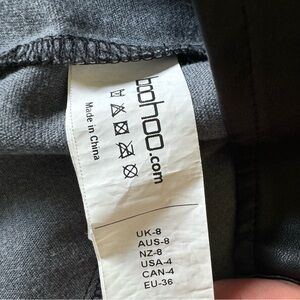 boohoo.com
Made in China
UK-8
AUS-8
NZ-8
USA-4
CAN-4
EU-36